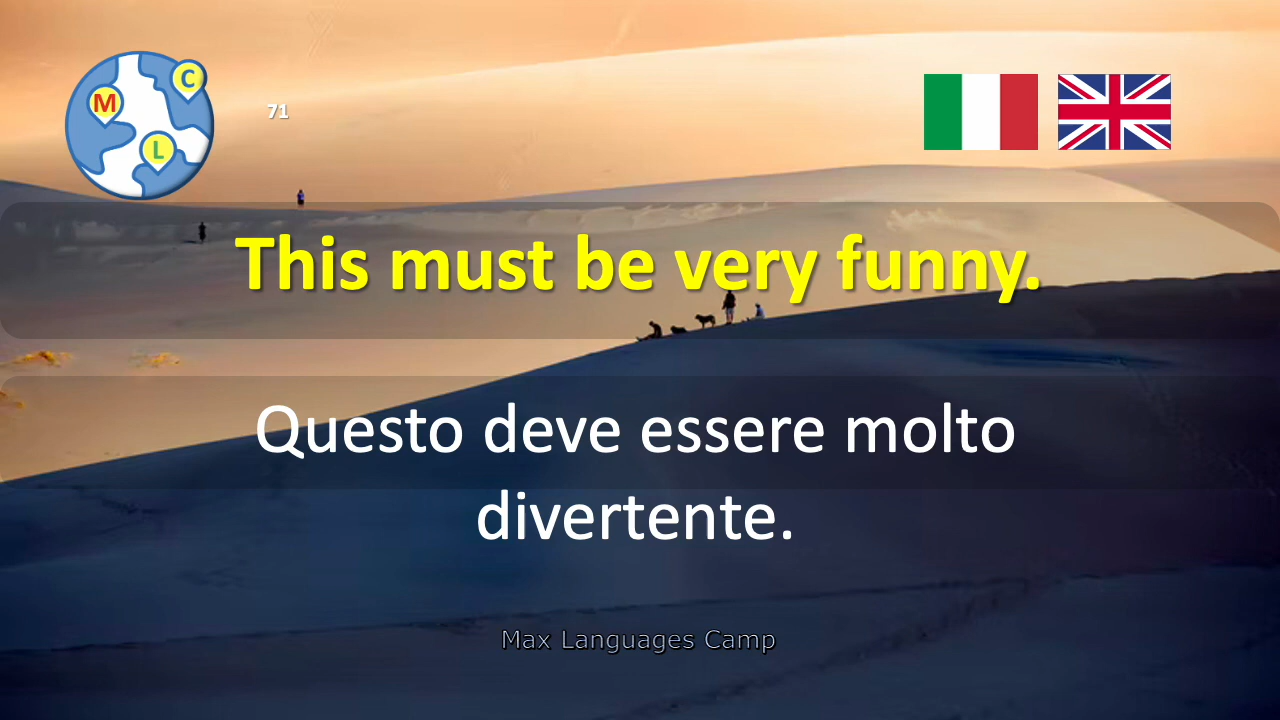 C
M
L
71
This must be very funny.
Questo deve essere molto
divertente.
Max Languages Camp